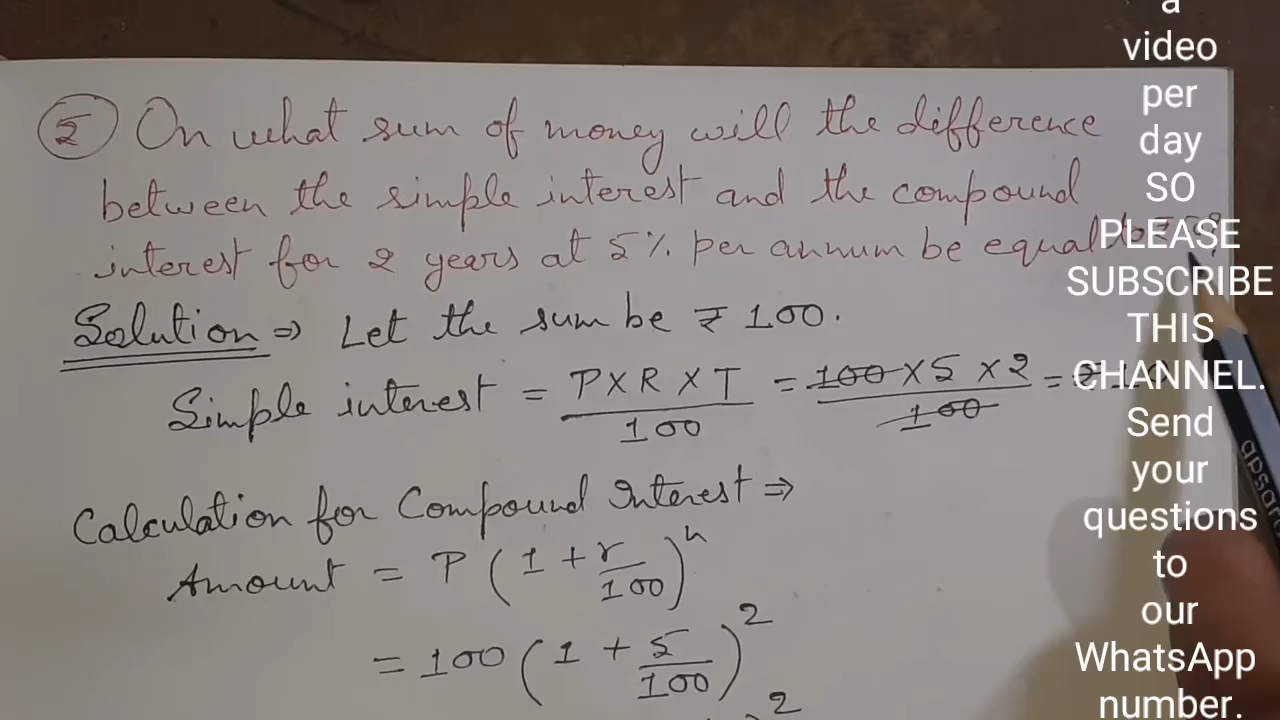 ② On what sum of money will the difference
between the simple interest and the compound
interest for 2 years at 5% per annum be equal
Solution ⇒ Let the sum be ₹ 100.
Simple interest = P X R X T / 100 = 100 X 5 X 2 / 100 =
Calculation for Compound Interest ⇒
Amount = P ( 1 + r/100 )^n
= 100 ( 1 + 5/100 )^2
2
a
video
per
day
SO
PLEASE
SUBSCRIBE
THIS
CHANNEL.
Send
your
questions
to
our
WhatsApp
number.
apsara